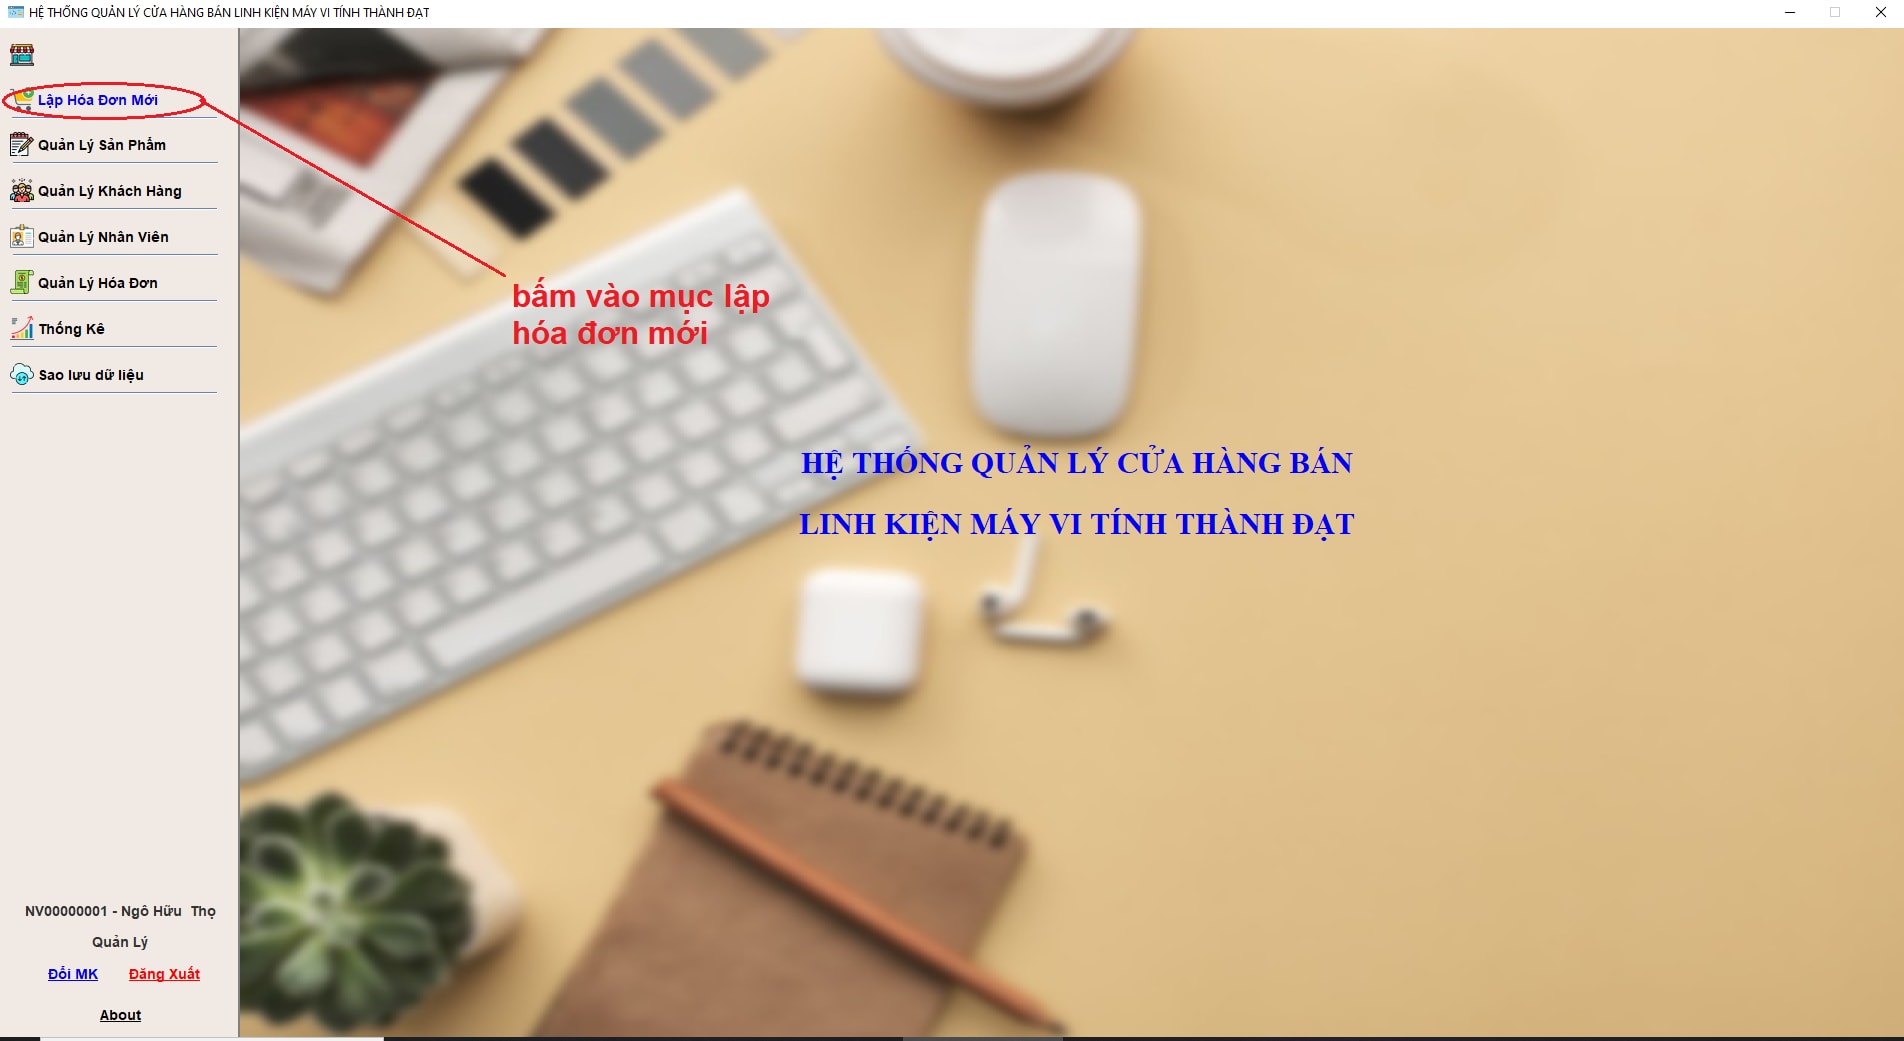 HỆ THỐNG QUẢN LÝ CỬA HÀNG BÁN LINH KIỆN MÁY VI TÍNH THÀNH ĐẠT
Lập Hóa Đơn Mới
Quản Lý Sản Phẩm
Quản Lý Khách Hàng
Quản Lý Nhân Viên
Quản Lý Hóa Đơn
Thống Kê
Sao lưu dữ liệu
bấm vào mục lập
hóa đơn mới
HỆ THỐNG QUẢN LÝ CỬA HÀNG BÁN
LINH KIỆN MÁY VI TÍNH THÀNH ĐẠT
NV00000001 - Ngô Hữu  Thọ
Quản Lý
Đổi MK
Đăng Xuất
About